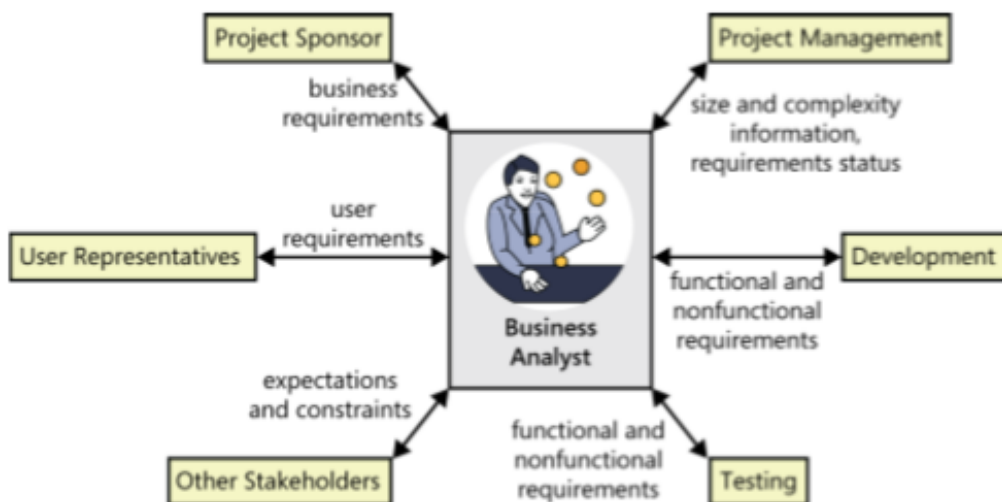 Project Sponsor
Project Management
business
requirements
size and complexity
information,
requirements status
User Representatives
user
requirements
Development
functional and
nonfunctional
requirements
Business
Analyst
expectations
and constraints
functional and
nonfunctional
requirements
Other Stakeholders
Testing